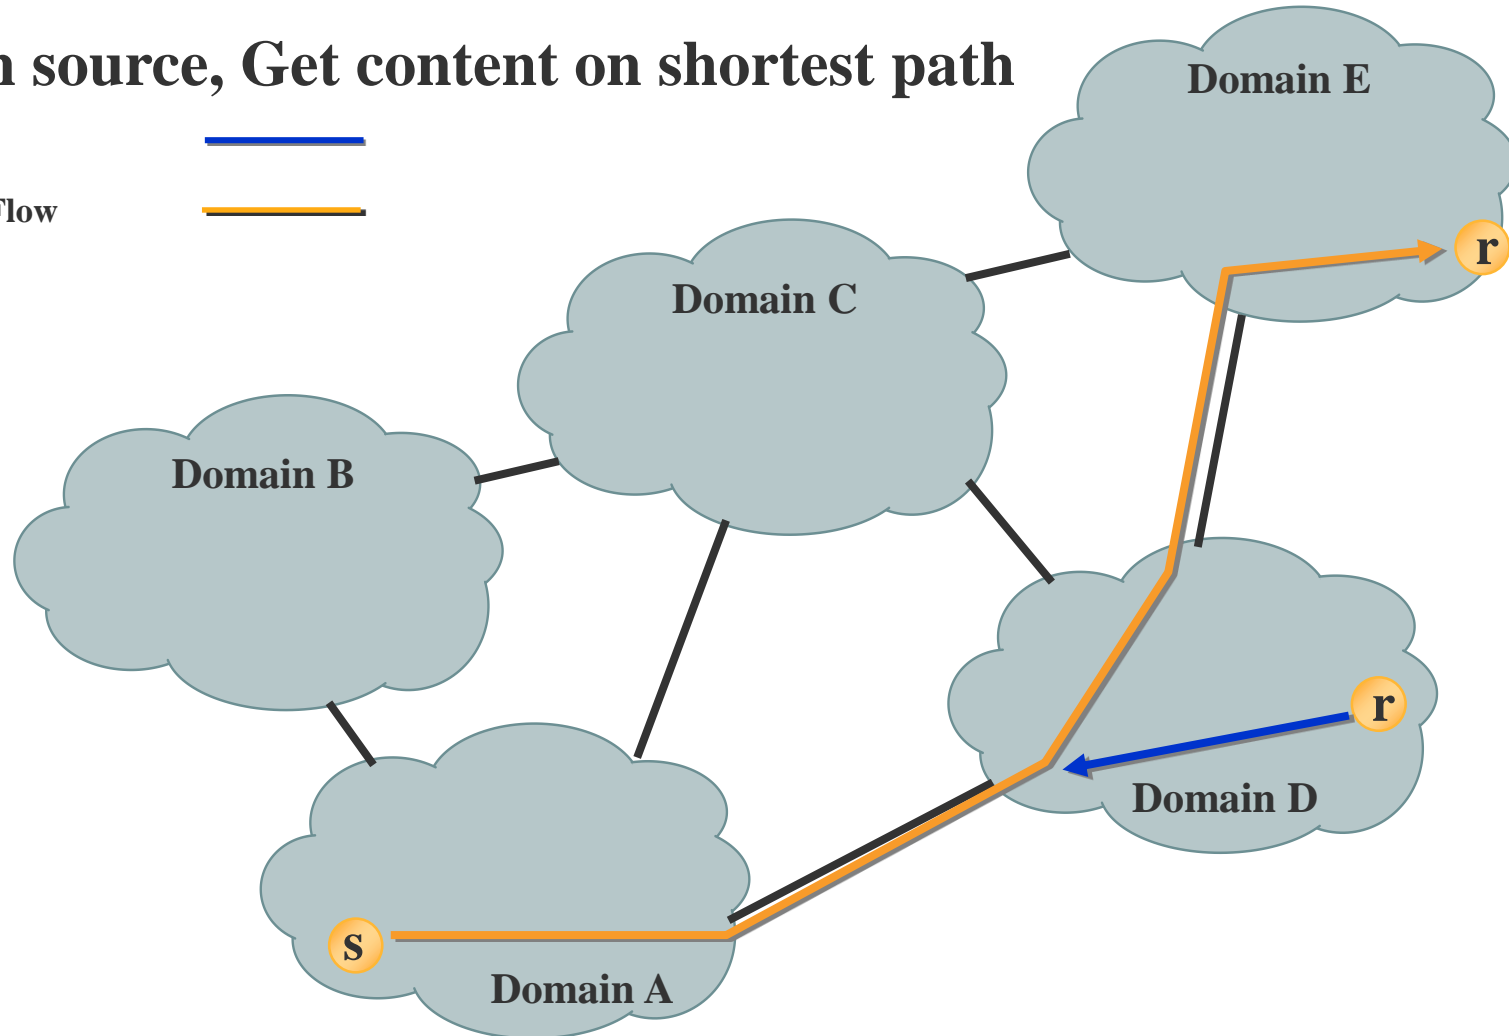 source, Get content on shortest path
Domain E
Flow
r
Domain C
Domain B
r
Domain D
s
Domain A